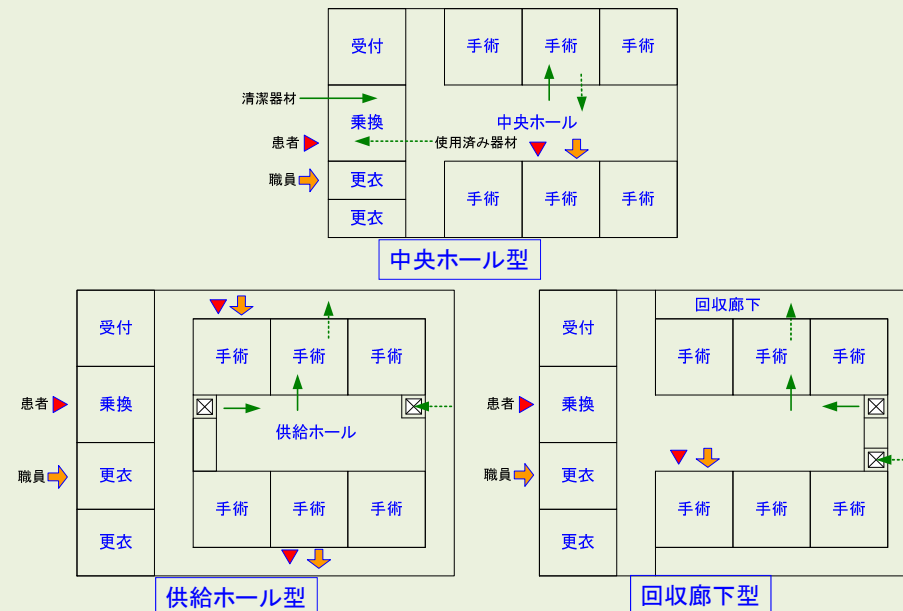 受付
手術
手術
手術
清潔器材
乗換
中央ホール
患者
使用済み器材
職員
更衣
手術
手術
手術
更衣
中央ホール型
受付
手術
手術
手術
患者
乗換
供給ホール
職員
更衣
手術
手術
手術
更衣
供給ホール型
回収廊下
受付
手術
手術
手術
患者
乗換
職員
更衣
手術
手術
手術
更衣
回収廊下型